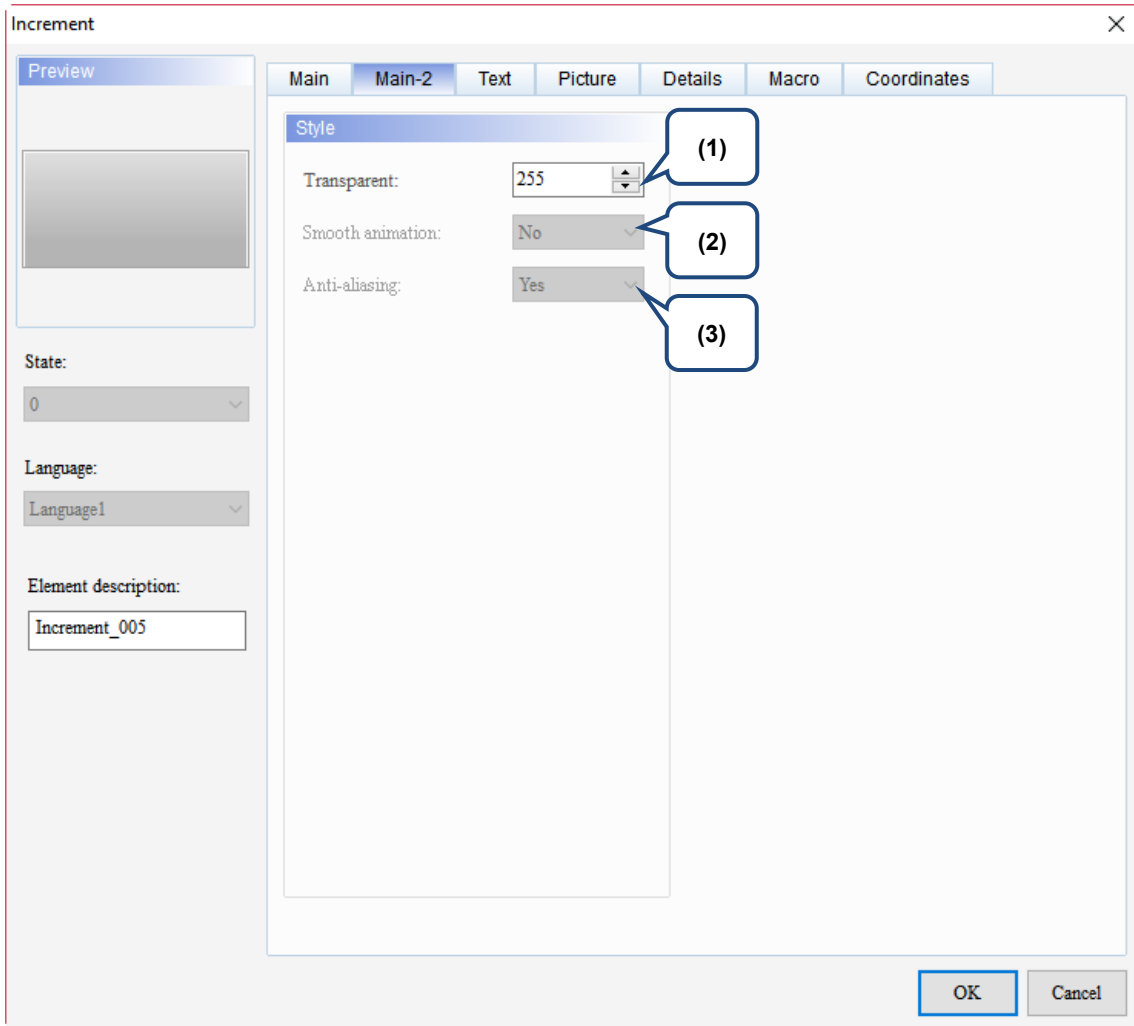 Increment
Preview
Main Main-2 Text Picture Details Macro Coordinates
Style
(1)
Transparent: 255
Smooth animation: No
(2)
Anti-aliasing: Yes
(3)
State:
0
Language:
Language1
Element description:
Increment_005
OK Cancel